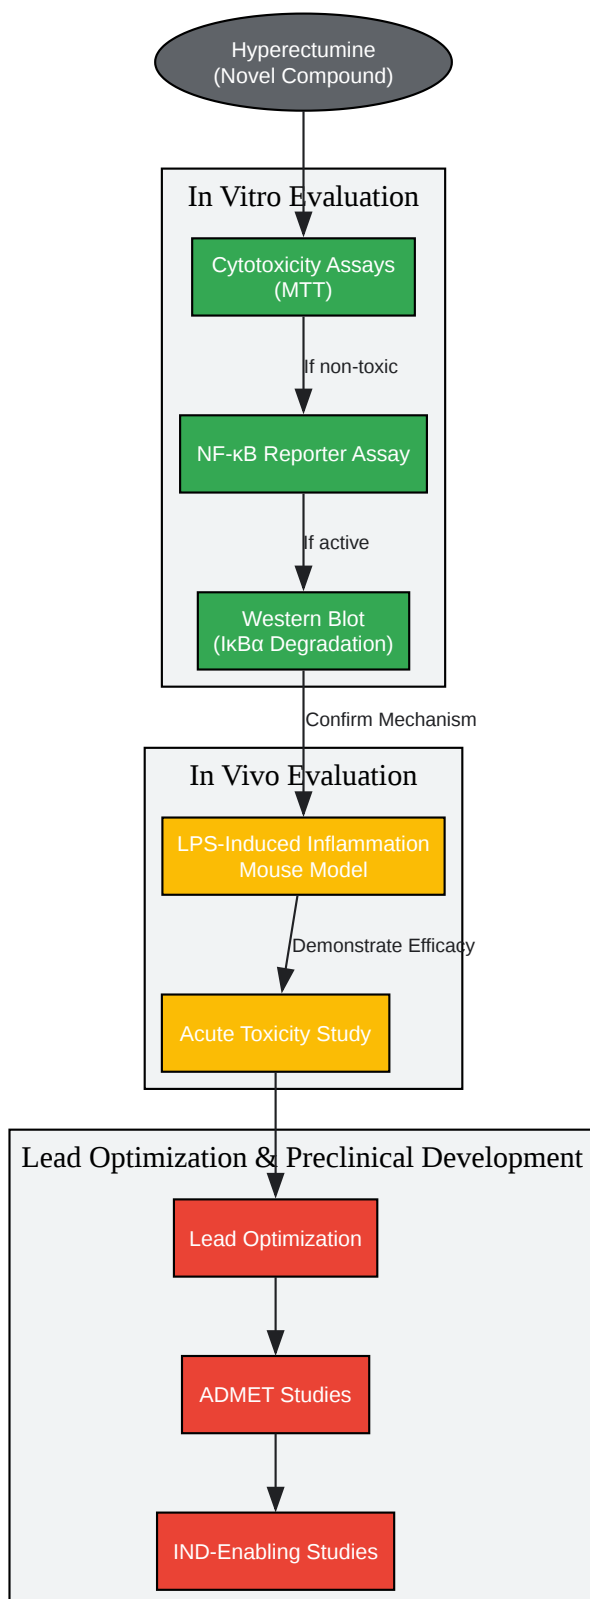 Hyperectumine
(Novel Compound)
In Vitro Evaluation
Cytotoxicity Assays
(MTT)
If non-toxic
NF-κB Reporter Assay
If active
Western Blot
(IκBα Degradation)
Confirm Mechanism
In Vivo Evaluation
LPS-Induced Inflammation
Mouse Model
Demonstrate Efficacy
Acute Toxicity Study
Lead Optimization & Preclinical Development
Lead Optimization
ADMET Studies
IND-Enabling Studies